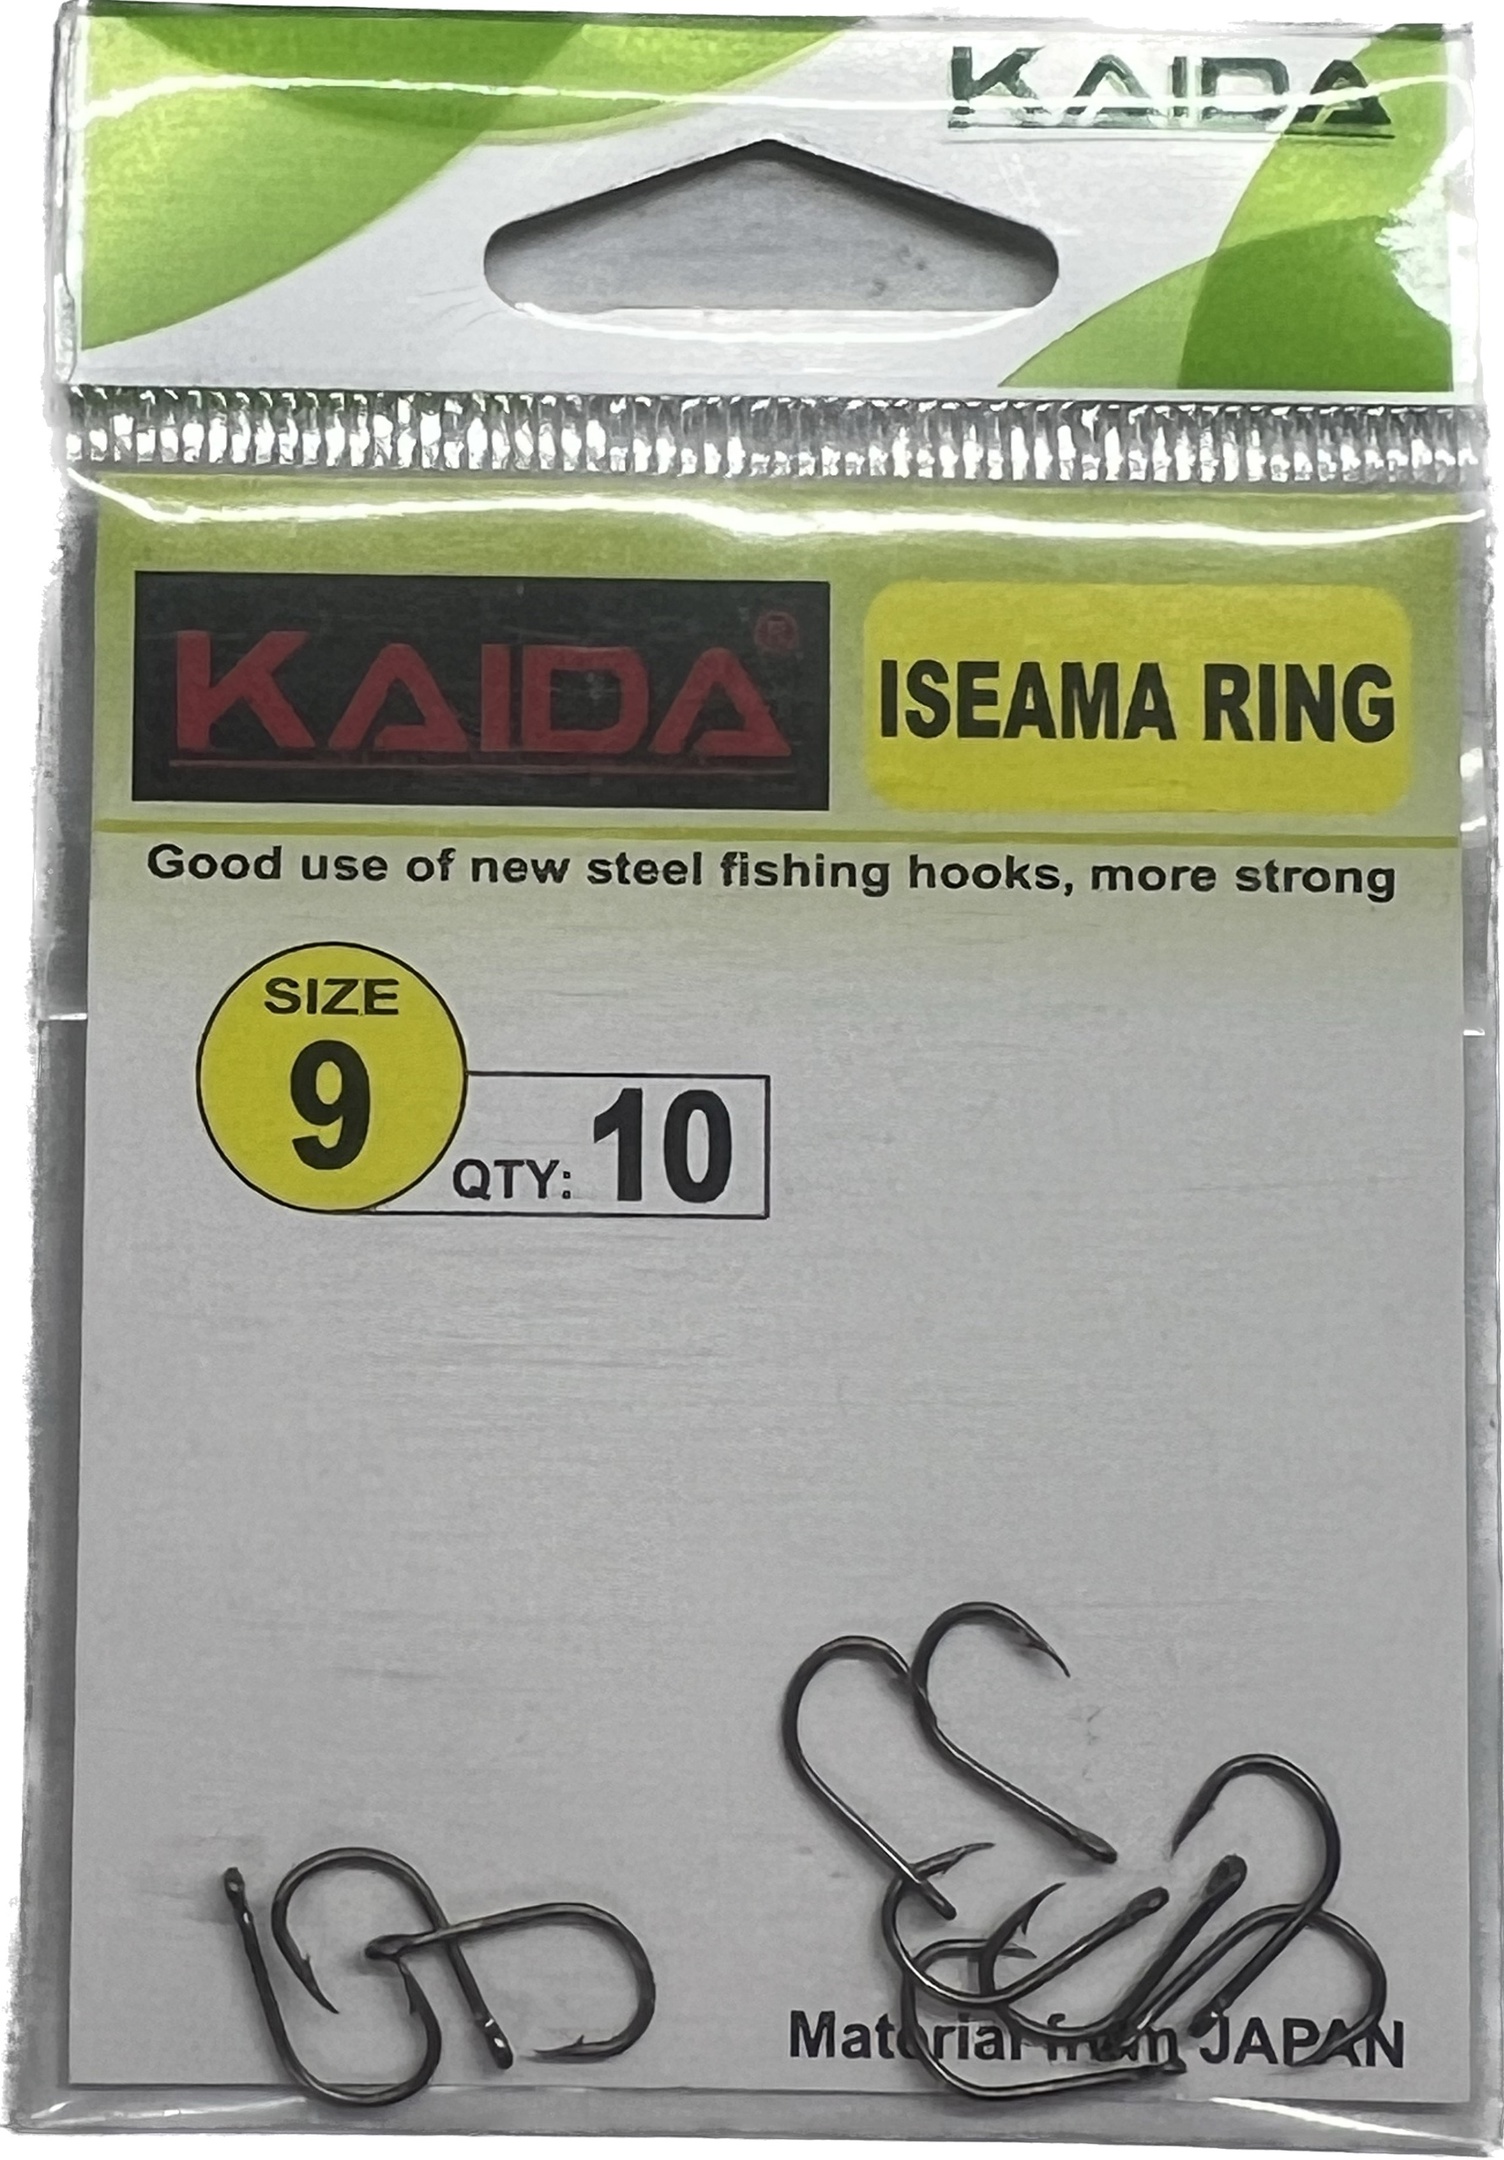 KAIDA
KAIDA®
ISEAMA RING
Good use of new steel fishing hooks, more strong
SIZE
9
QTY: 10
Material from JAPAN